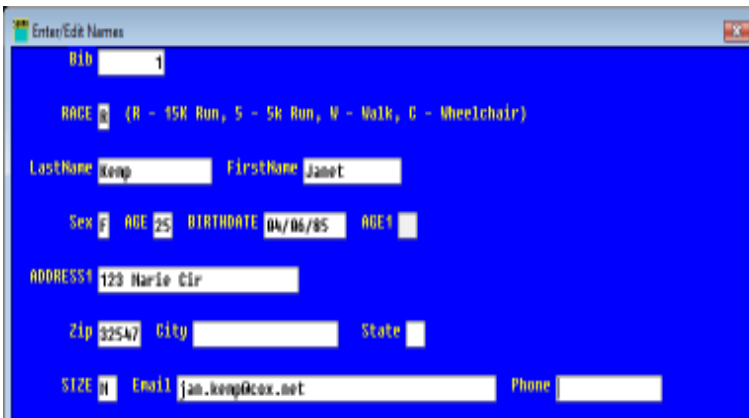 Enter/Edit Names
Bib 1
RACE R (R - 15K Run, 5 - 5k Run, W - Walk, C - Wheelchair)
LastName Kemp FirstName Janet
Sex F AGE 25 BIRTHDATE 04/06/85 AGE1
ADDRESS1 123 Marie Cir
Zip 32547 City State
SIZE M Email jan.kemp@cox.net Phone